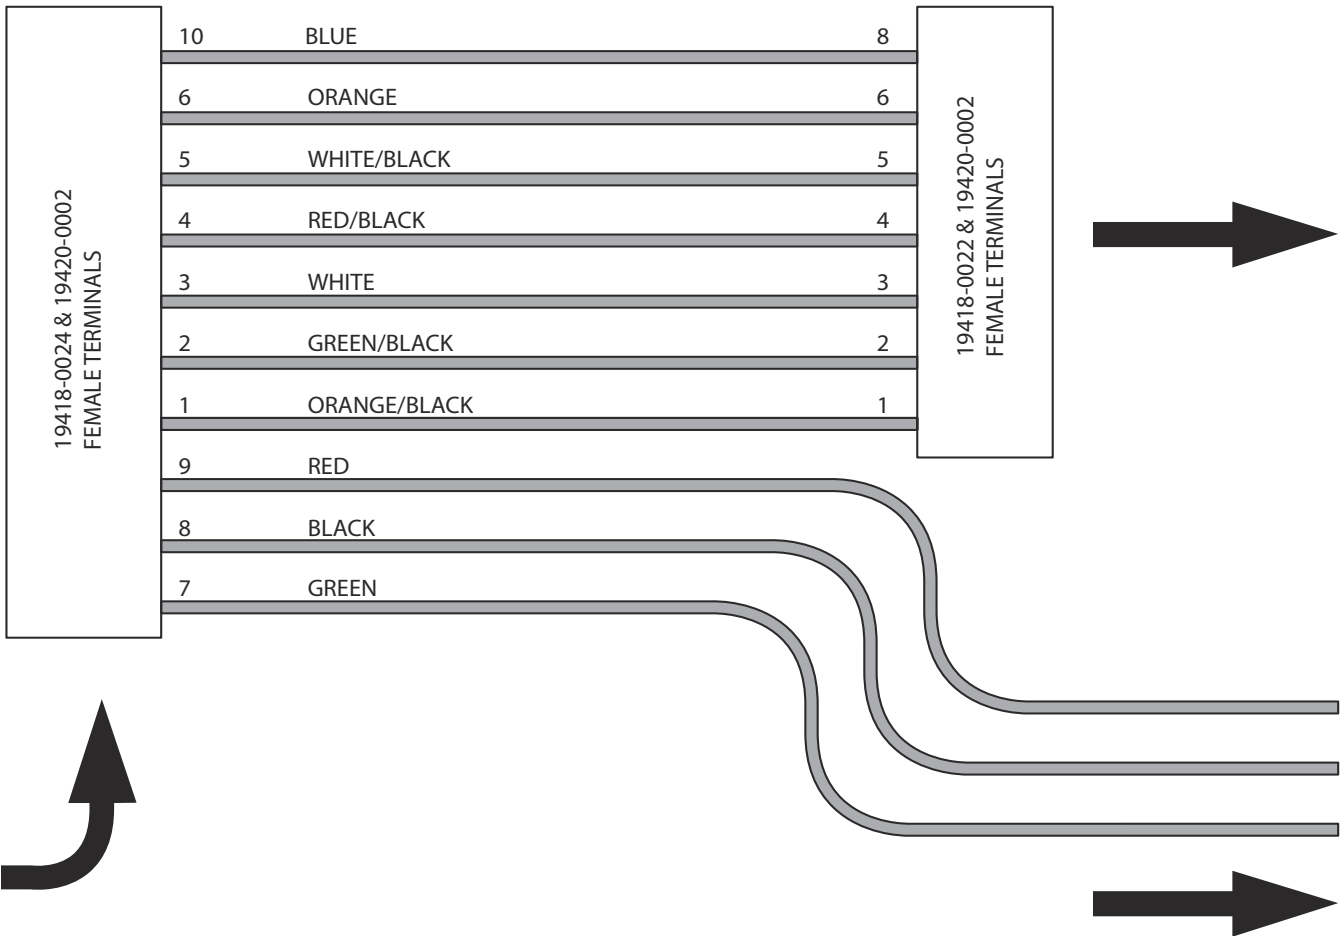 10 BLUE 8
6 ORANGE 6
5 WHITE/BLACK 5
4 RED/BLACK 4
3 WHITE 3
2 GREEN/BLACK 2
1 ORANGE/BLACK 1
9 RED
8 BLACK
7 GREEN
19418-0024 & 19420-0002
FEMALE TERMINALS
19418-0022 & 19420-0002
FEMALE TERMINALS